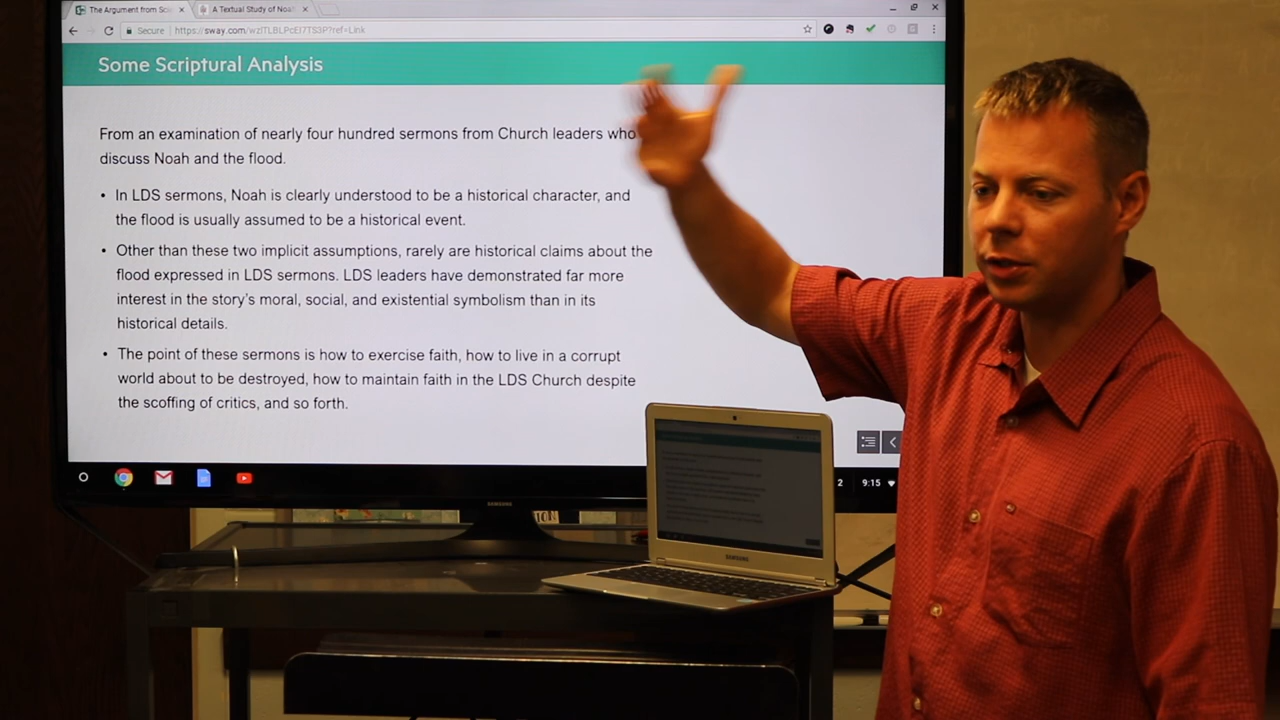 The Argument from Sci
A Textual Study of Noa
Secure
https://sway.com/wzITLBLPcEI7TS3P?ref=Link
Some Scriptural Analysis
From an examination of nearly four hundred sermons from Church leaders who
discuss Noah and the flood.
• In LDS sermons, Noah is clearly understood to be a historical character, and
the flood is usually assumed to be a historical event.
• Other than these two implicit assumptions, rarely are historical claims about the
flood expressed in LDS sermons. LDS leaders have demonstrated far more
interest in the story's moral, social, and existential symbolism than in its
historical details.
• The point of these sermons is how to exercise faith, how to live in a corrupt
world about to be destroyed, how to maintain faith in the LDS Church despite
the scoffing of critics, and so forth.
2 9:15
SAMSUNG
SAMSUNG